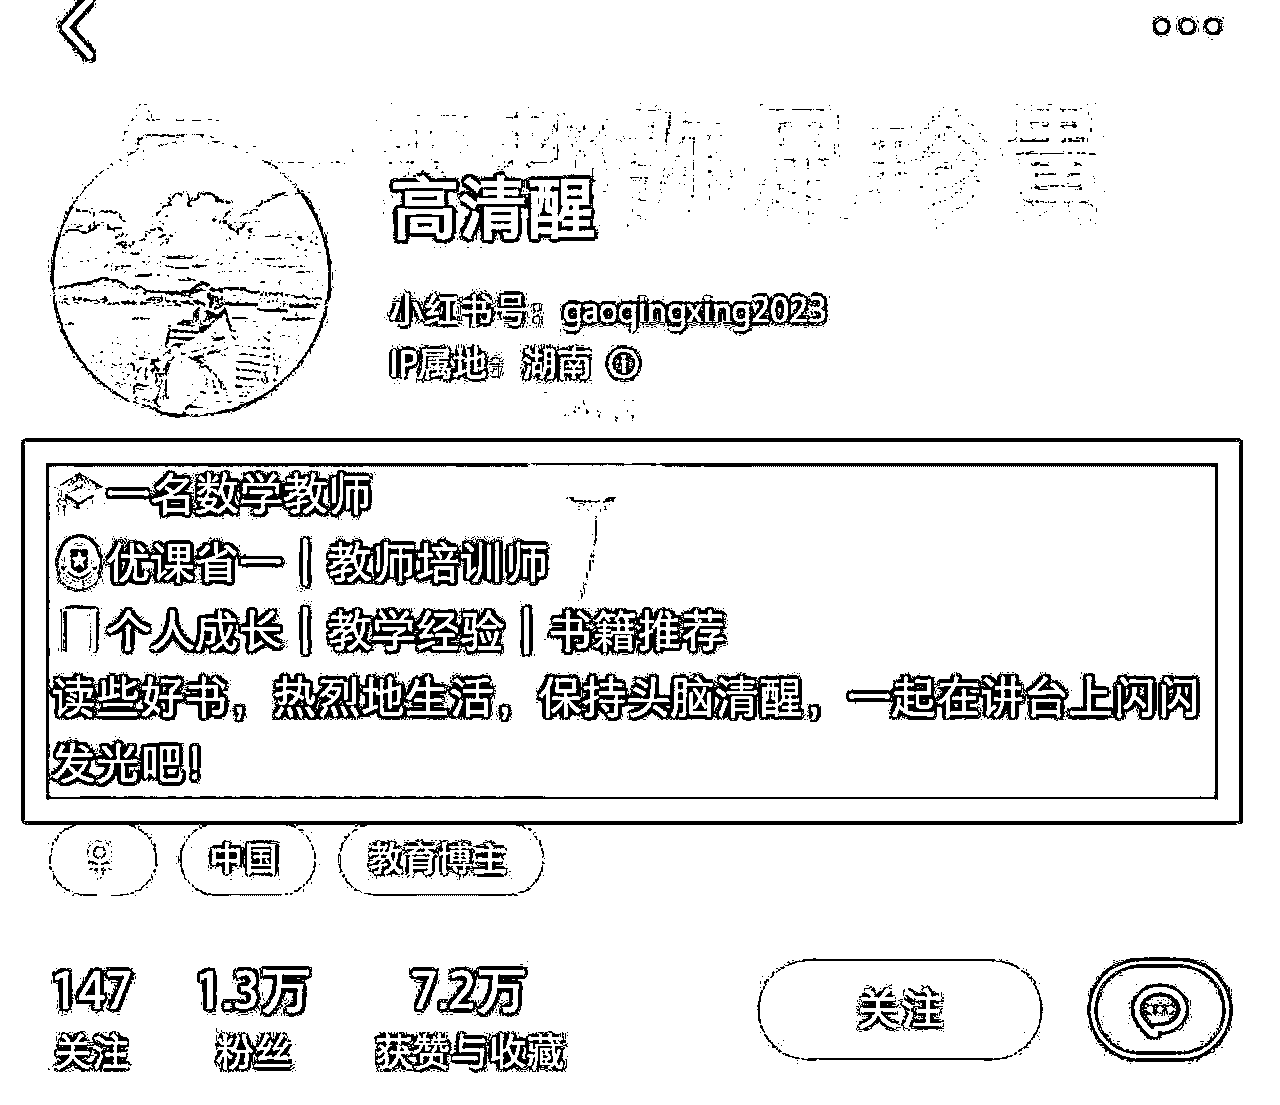 高清醒
小红书号：gaoqingxing2023
IP属地：湖南
一名数学教师
优课省一｜教师培训师
个人成长｜教学经验｜书籍推荐
读些好书，热烈地生活，保持头脑清醒，一起在讲台上闪闪
发光吧！
中国 教育博主
147 1.3万 7.2万
关注 粉丝 获赞与收藏 关注